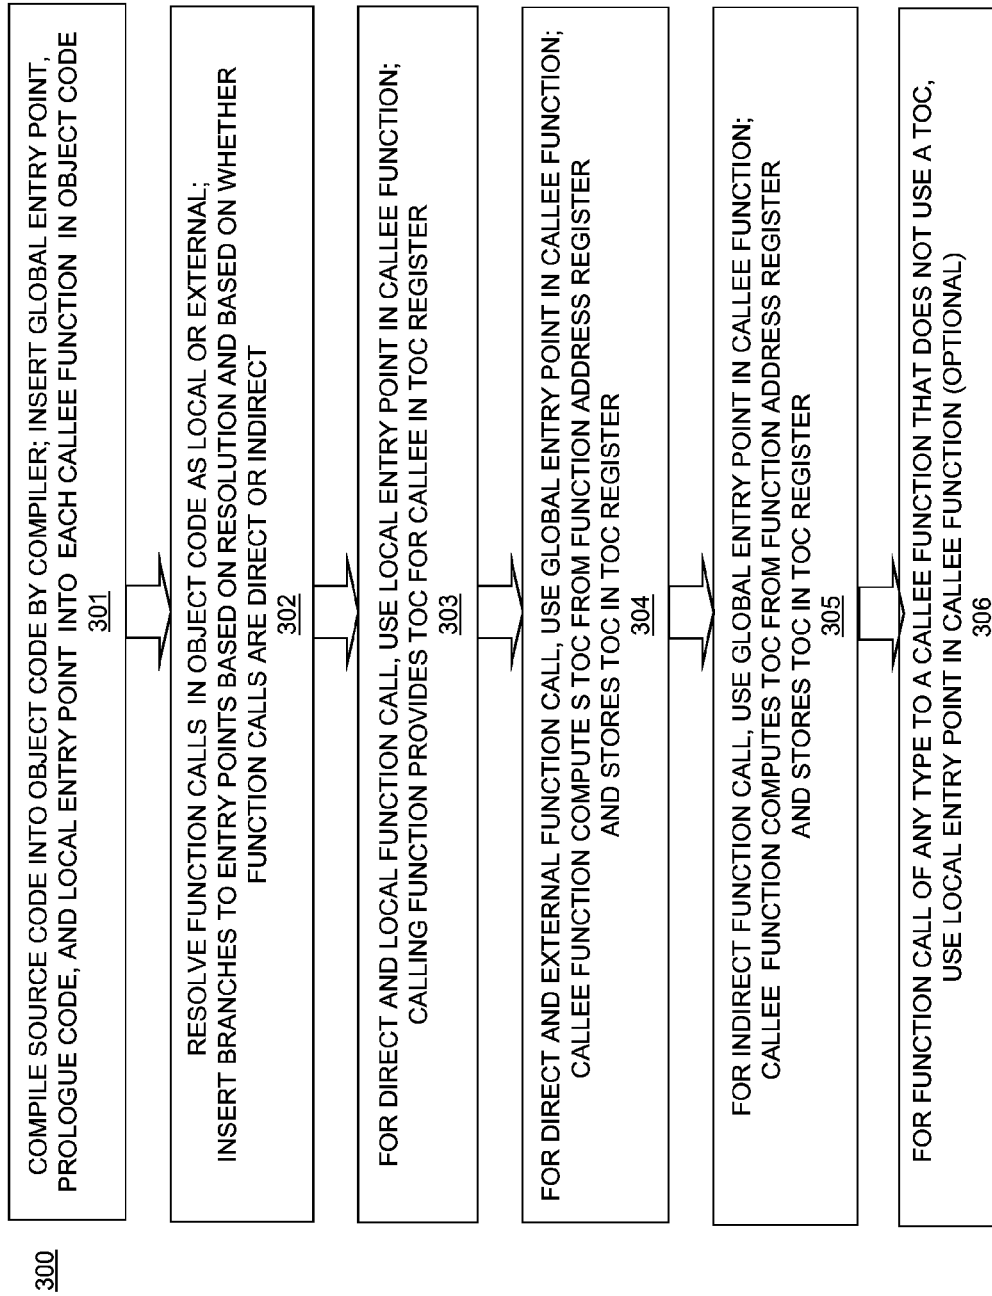 300
COMPILE SOURCE CODE INTO OBJECT CODE BY COMPILER; INSERT GLOBAL ENTRY POINT,
PROLOGUE CODE, AND LOCAL ENTRY POINT INTO EACH CALLEE FUNCTION IN OBJECT CODE
301
RESOLVE FUNCTION CALLS IN OBJECT CODE AS LOCAL OR EXTERNAL;
INSERT BRANCHES TO ENTRY POINTS BASED ON RESOLUTION AND BASED ON WHETHER
FUNCTION CALLS ARE DIRECT OR INDIRECT
302
FOR DIRECT AND LOCAL FUNCTION CALL, USE LOCAL ENTRY POINT IN CALLEE FUNCTION;
CALLING FUNCTION PROVIDES TOC FOR CALLEE IN TOC REGISTER
303
FOR DIRECT AND EXTERNAL FUNCTION CALL, USE GLOBAL ENTRY POINT IN CALLEE FUNCTION;
CALLEE FUNCTION COMPUTE S TOC FROM FUNCTION ADDRESS REGISTER
AND STORES TOC IN TOC REGISTER
304
FOR INDIRECT FUNCTION CALL, USE GLOBAL ENTRY POINT IN CALLEE FUNCTION;
CALLEE FUNCTION COMPUTES TOC FROM FUNCTION ADDRESS REGISTER
AND STORES TOC IN TOC REGISTER
305
FOR FUNCTION CALL OF ANY TYPE TO A CALLEE FUNCTION THAT DOES NOT USE A TOC,
USE LOCAL ENTRY POINT IN CALLEE FUNCTION (OPTIONAL)
306